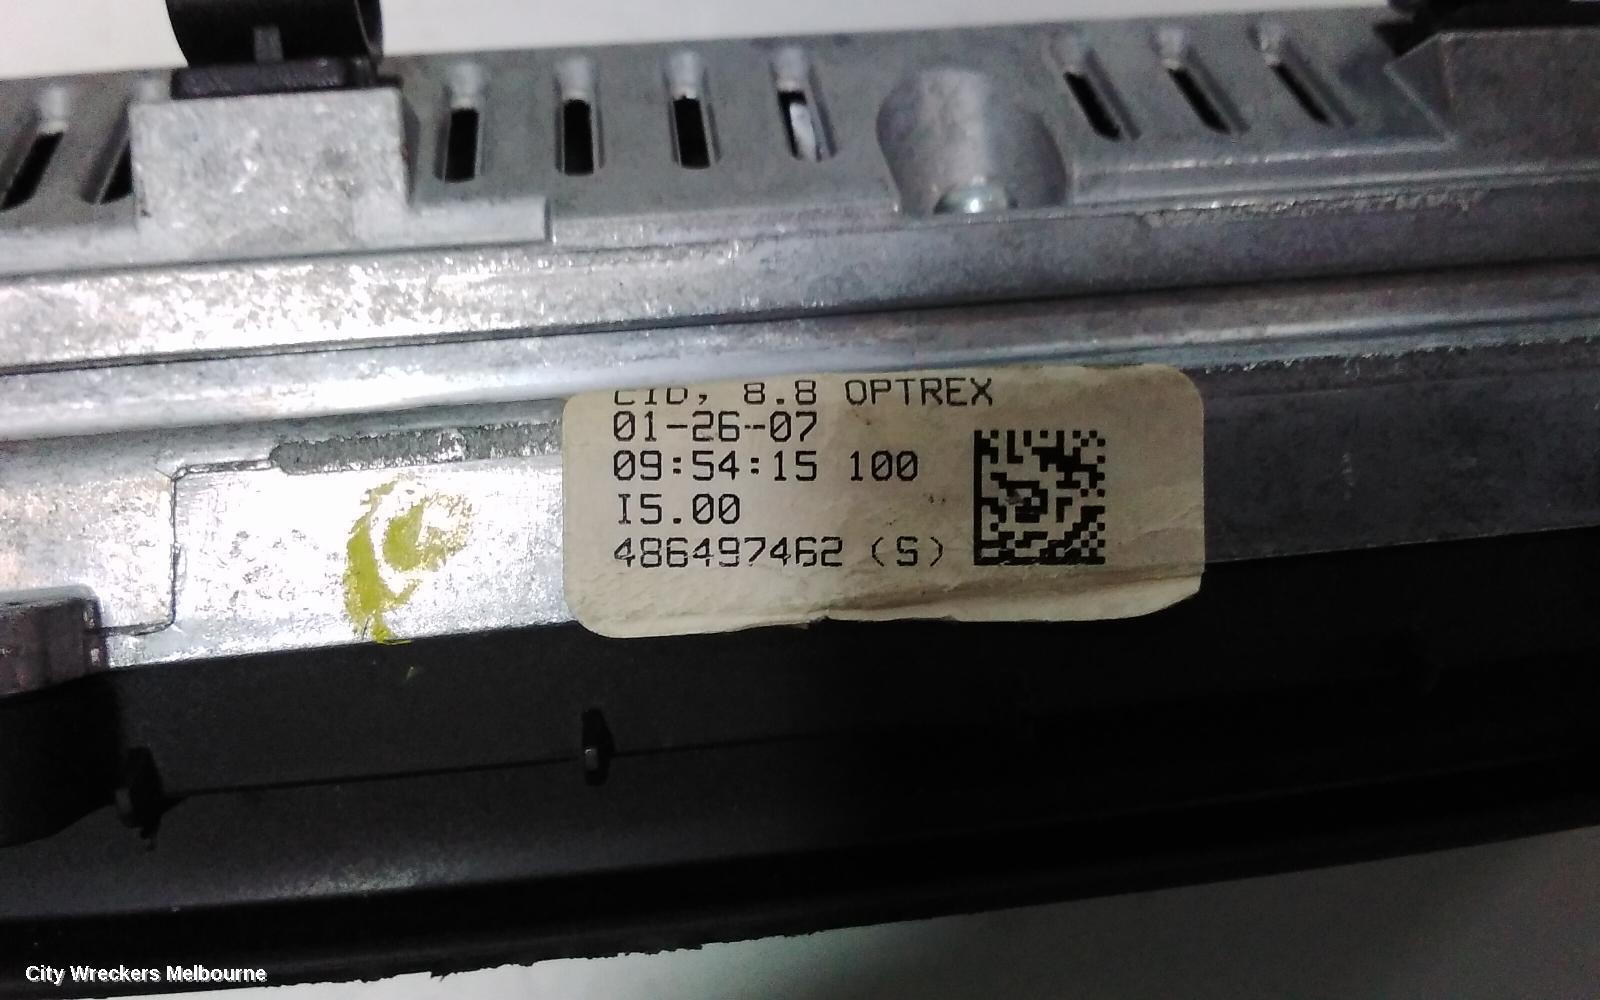 CID, 8.8 OPTREX
01-26-07
09:54:15 100
I5.00
486497462 (S)
City Wreckers Melbourne